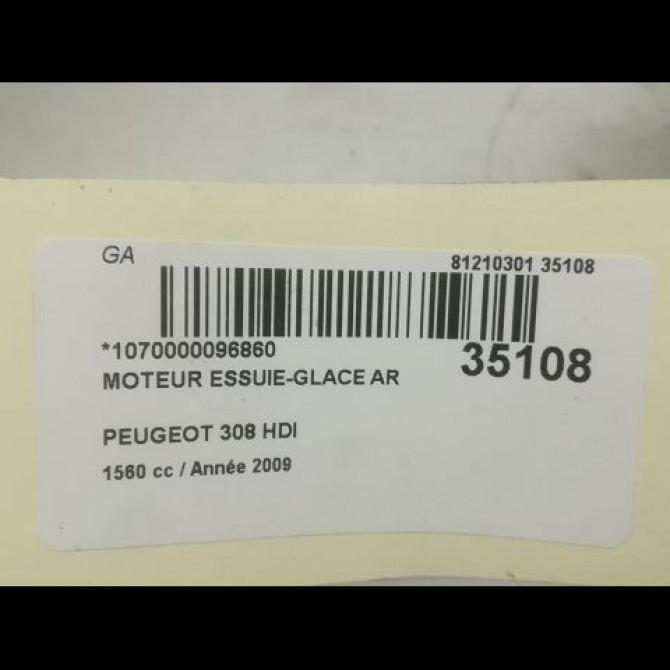 GA
81210301 35108
*1070000096860
35108
MOTEUR ESSUIE-GLACE AR
PEUGEOT 308 HDI
1560 cc / Année 2009